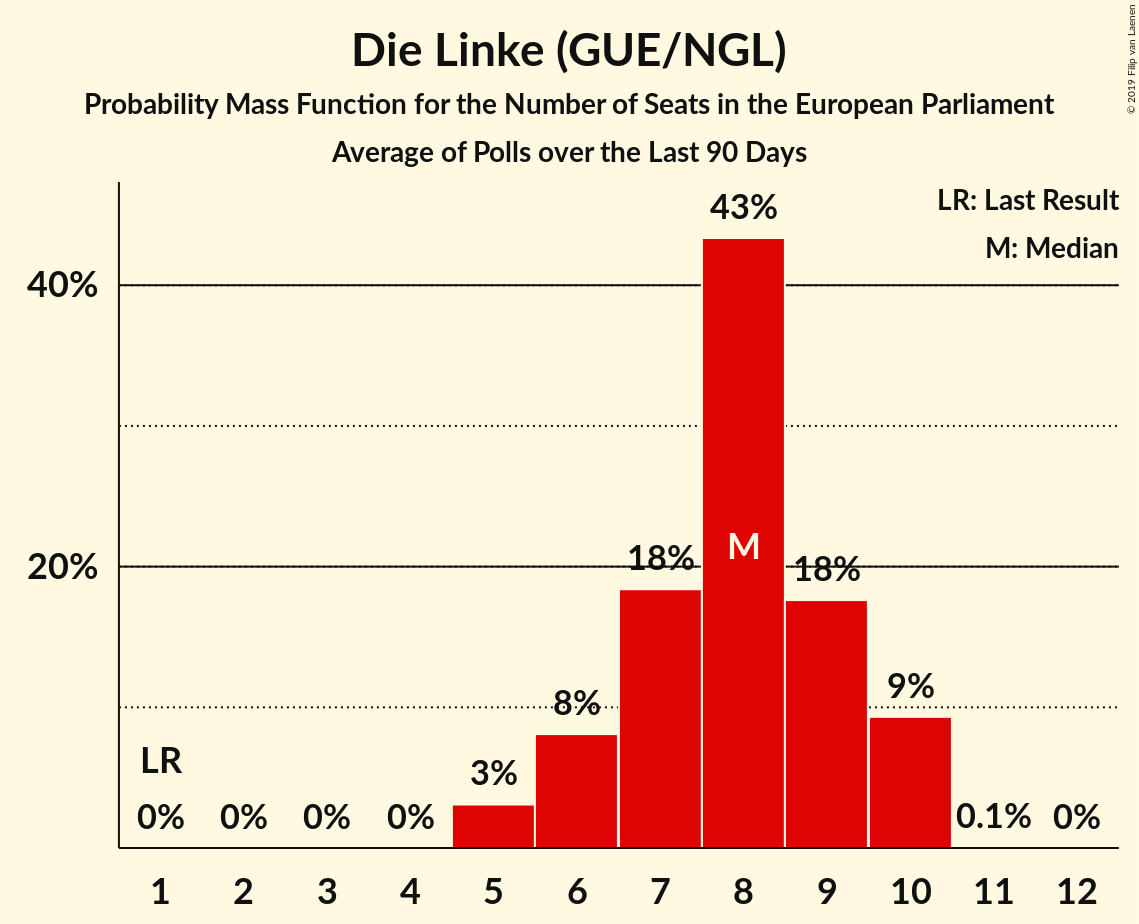 Die Linke (GUE/NGL)
Probability Mass Function for the Number of Seats in the European Parliament
Average of Polls over the Last 90 Days
© 2019 Filip van Laenen
LR: Last Result
M: Median
43%
40%
M
18%
18%
20%
9%
8%
LR
3%
0%
0%
0%
0%
0.1%
0%
1 2 3 4 5 6 7 8 9 10 11 12